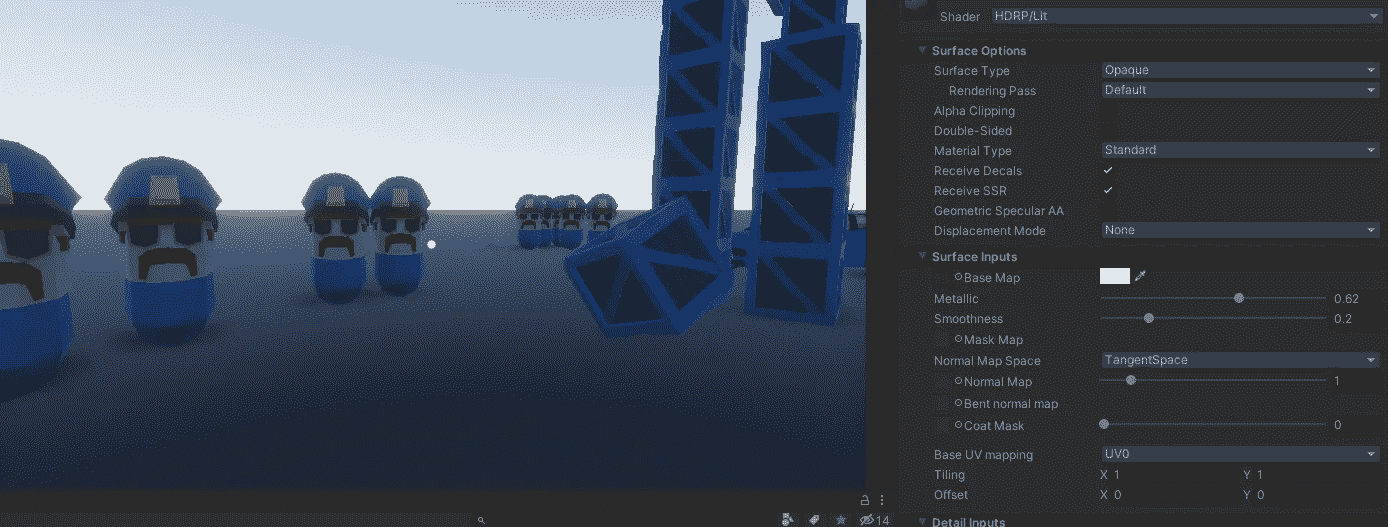 Shader HDRP/Lit
Surface Options
Surface Type Opaque
Rendering Pass Default
Alpha Clipping
Double-Sided
Material Type Standard
Receive Decals
Receive SSR
Geometric Specular AA
Displacement Mode None
Surface Inputs
Base Map
Metallic 0.62
Smoothness 0.2
Mask Map
Normal Map Space TangentSpace
Normal Map 1
Bent normal map
Coat Mask 0
Base UV mapping UV0
Tiling X 1 Y 1
Offset X 0 Y 0
14
Detail Inputs